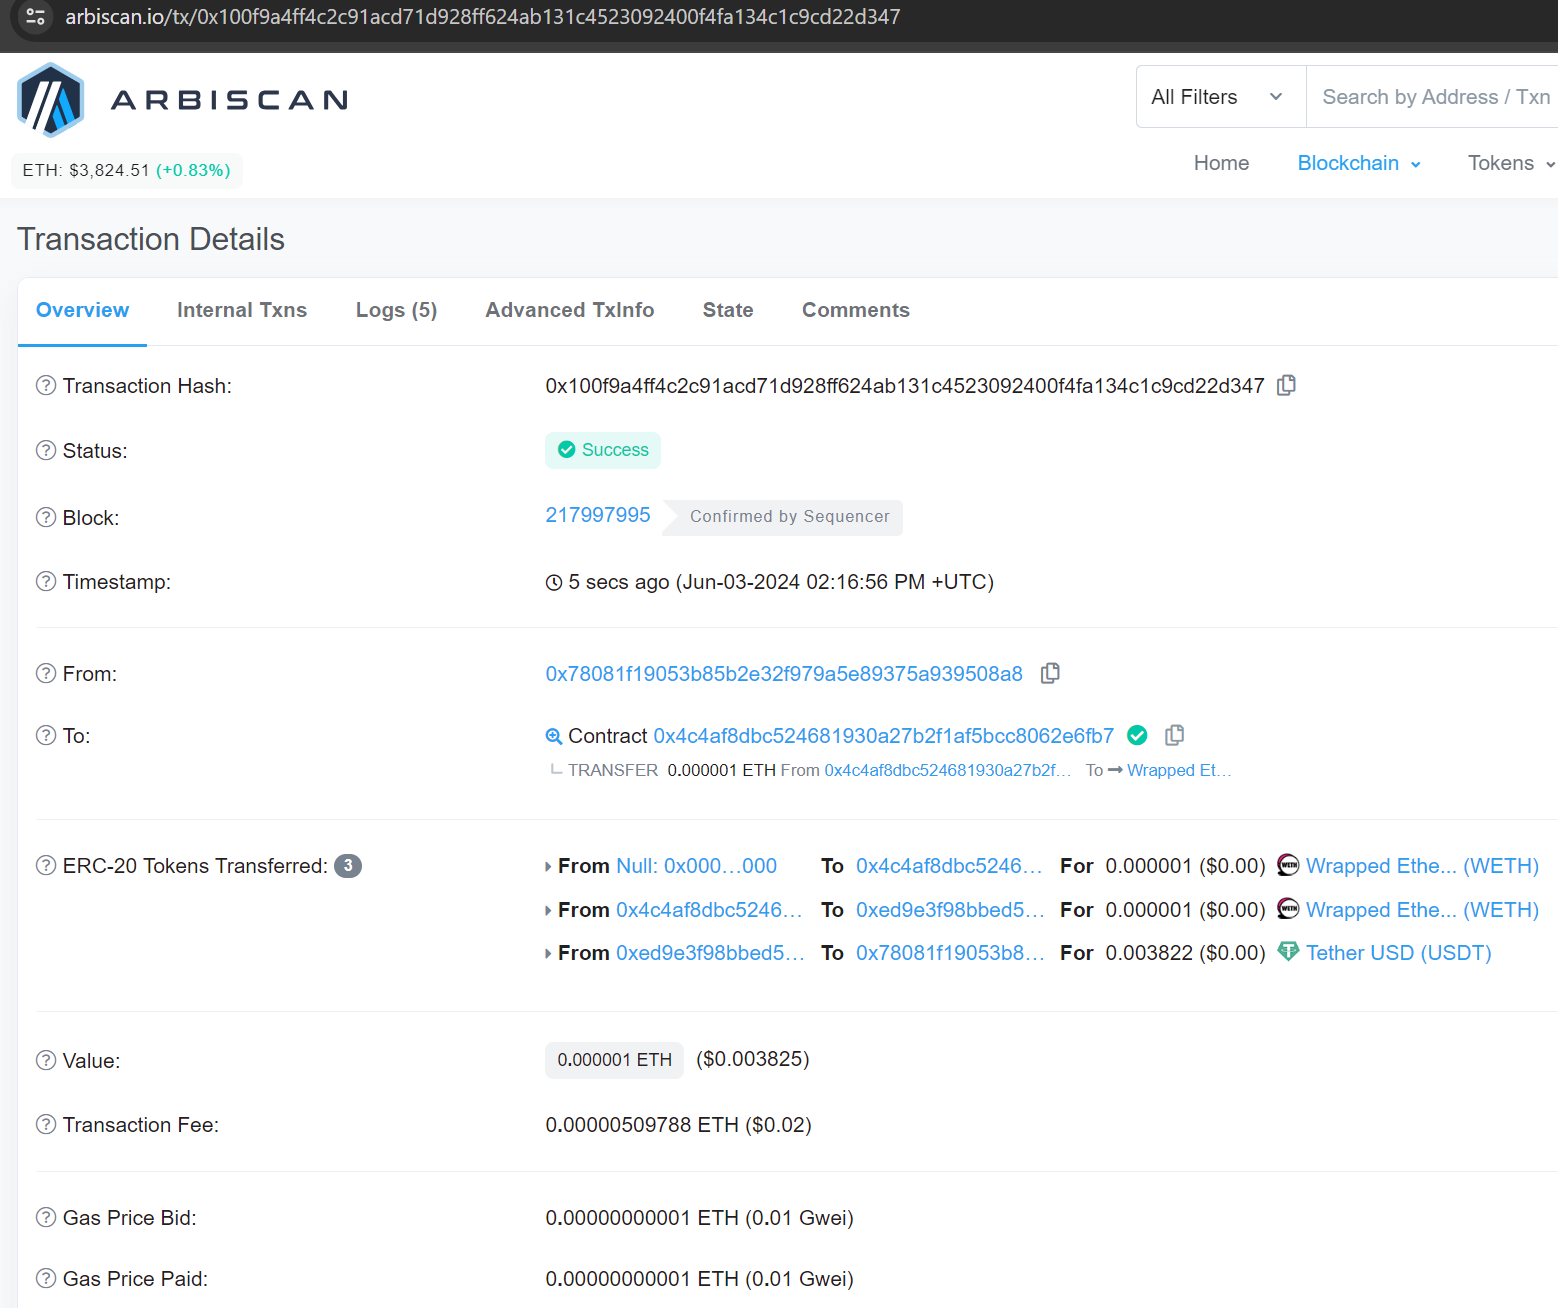 arbiscan.io/tx/0x100f9a4ff4c2c91acd71d928ff624ab131c4523092400f4fa134c1c9cd22d347
ARBISCAN
All Filters
Search by Address / Txn
ETH: $3,824.51 (+0.83%)
Home Blockchain Tokens
Transaction Details
Overview Internal Txns Logs (5) Advanced TxInfo State Comments
Transaction Hash: 0x100f9a4ff4c2c91acd71d928ff624ab131c4523092400f4fa134c1c9cd22d347
Status: Success
Block: 217997995 Confirmed by Sequencer
Timestamp: 5 secs ago (Jun-03-2024 02:16:56 PM +UTC)
From: 0x78081f19053b85b2e32f979a5e89375a939508a8
To: Contract 0x4c4af8dbc524681930a27b2f1af5bcc8062e6fb7
TRANSFER 0.000001 ETH From 0x4c4af8dbc524681930a27b2f... To Wrapped Et...
ERC-20 Tokens Transferred: 3 From Null: 0x000...000 To 0x4c4af8dbc5246... For 0.000001 ($0.00) Wrapped Ethe... (WETH)
From 0x4c4af8dbc5246... To 0xed9e3f98bbed5... For 0.000001 ($0.00) Wrapped Ethe... (WETH)
From 0xed9e3f98bbed5... To 0x78081f19053b8... For 0.003822 ($0.00) Tether USD (USDT)
Value: 0.000001 ETH ($0.003825)
Transaction Fee: 0.00000509788 ETH ($0.02)
Gas Price Bid: 0.00000000001 ETH (0.01 Gwei)
Gas Price Paid: 0.00000000001 ETH (0.01 Gwei)